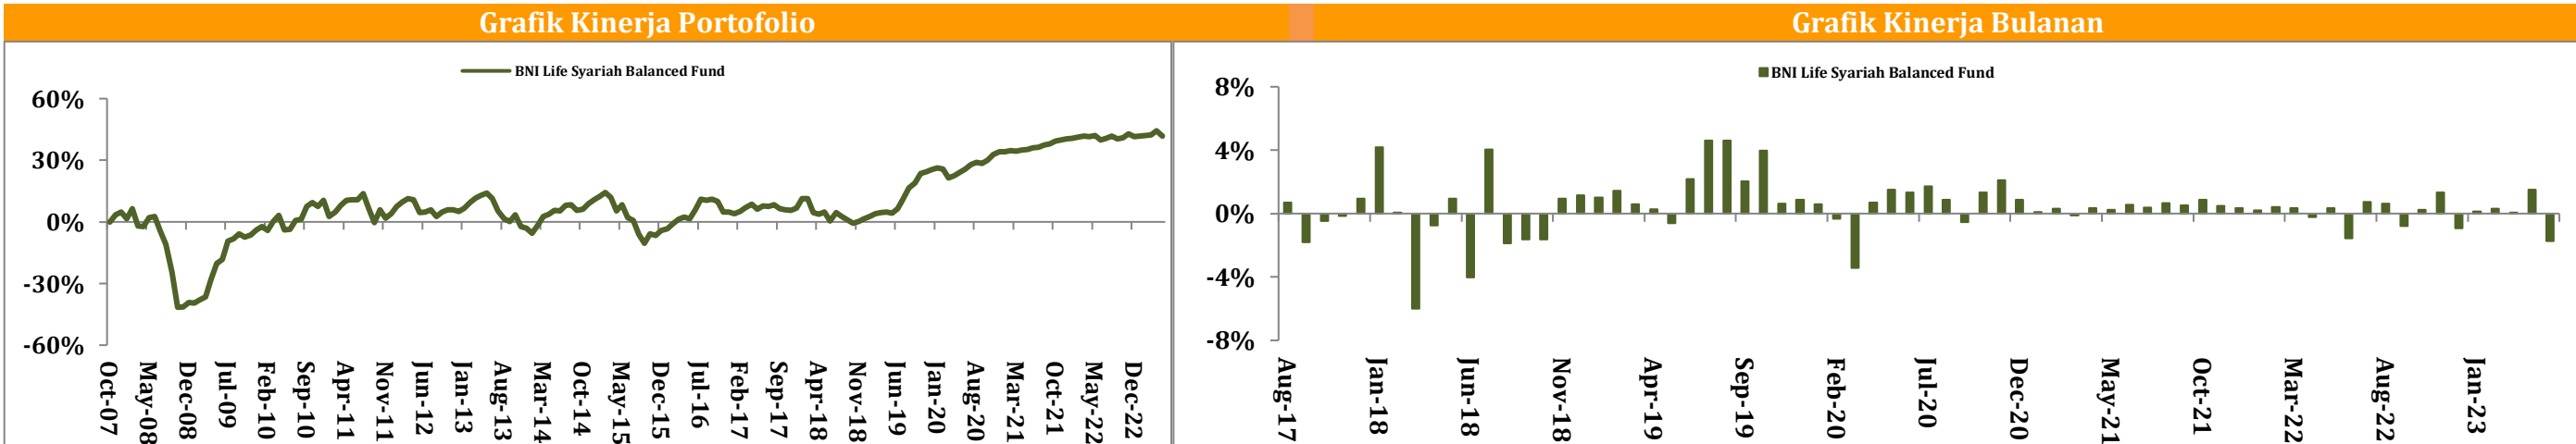 Grafik Kinerja Portofolio
BNI Life Syariah Balanced Fund
60%
30%
0%
-30%
-60%
Oct-07
May-08
Dec-08
Jul-09
Feb-10
Sep-10
Apr-11
Nov-11
Jun-12
Jan-13
Aug-13
Mar-14
Oct-14
May-15
Dec-15
Jul-16
Feb-17
Sep-17
Apr-18
Nov-18
Jun-19
Jan-20
Aug-20
Mar-21
Oct-21
May-22
Dec-22
Grafik Kinerja Bulanan
BNI Life Syariah Balanced Fund
8%
4%
0%
-4%
-8%
Aug-17
Jan-18
Jun-18
Nov-18
Apr-19
Sep-19
Feb-20
Jul-20
Dec-20
May-21
Oct-21
Mar-22
Aug-22
Jan-23